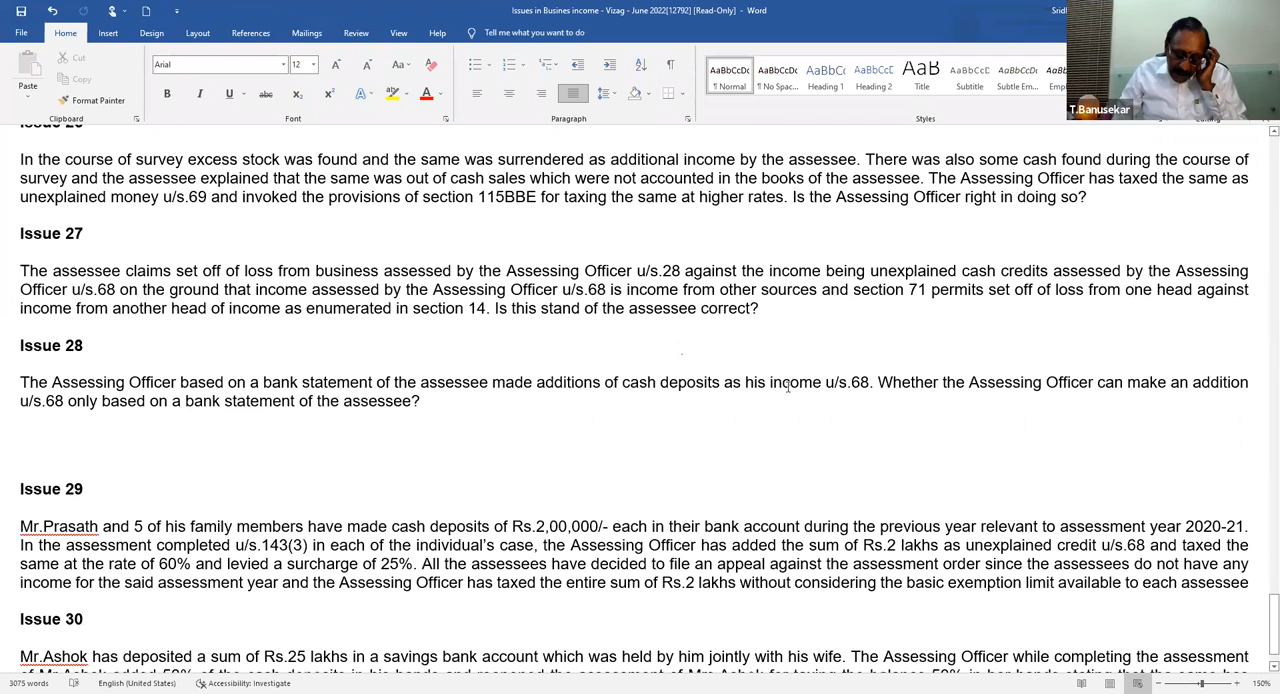 Issues in Busines income - Vizag - June 2022[12792] [Read-Only] - Word
File Home Insert Design Layout References Mailings Review View Help Tell me what you want to do
Paste
Cut
Copy
Format Painter
Clipboard
Arial 12
Font
Paragraph
AaBbCcDc AaBbCcDc AaBbCc AaBbCcD AaB AaBbCcD AaBbCcDc
¶ Normal ¶ No Spac... Heading 1 Heading 2 Title Subtitle Subtle Em...
Styles
T.Banusekar
In the course of survey excess stock was found and the same was surrendered as additional income by the assessee. There was also some cash found during the course of
survey and the assessee explained that the same was out of cash sales which were not accounted in the books of the assessee. The Assessing Officer has taxed the same as
unexplained money u/s.69 and invoked the provisions of section 115BBE for taxing the same at higher rates. Is the Assessing Officer right in doing so?
Issue 27
The assessee claims set off of loss from business assessed by the Assessing Officer u/s.28 against the income being unexplained cash credits assessed by the Assessing
Officer u/s.68 on the ground that income assessed by the Assessing Officer u/s.68 is income from other sources and section 71 permits set off of loss from one head against
income from another head of income as enumerated in section 14. Is this stand of the assessee correct?
Issue 28
The Assessing Officer based on a bank statement of the assessee made additions of cash deposits as his income u/s.68. Whether the Assessing Officer can make an addition
u/s.68 only based on a bank statement of the assessee?
Issue 29
Mr.Prasath and 5 of his family members have made cash deposits of Rs.2,00,000/- each in their bank account during the previous year relevant to assessment year 2020-21.
In the assessment completed u/s.143(3) in each of the individual's case, the Assessing Officer has added the sum of Rs.2 lakhs as unexplained credit u/s.68 and taxed the
same at the rate of 60% and levied a surcharge of 25%. All the assessees have decided to file an appeal against the assessment order since the assessees do not have any
income for the said assessment year and the Assessing Officer has taxed the entire sum of Rs.2 lakhs without considering the basic exemption limit available to each assessee
Issue 30
Mr.Ashok has deposited a sum of Rs.25 lakhs in a savings bank account which was held by him jointly with his wife. The Assessing Officer while completing the assessment
3075 words English (United States) Accessibility: Investigate 150%